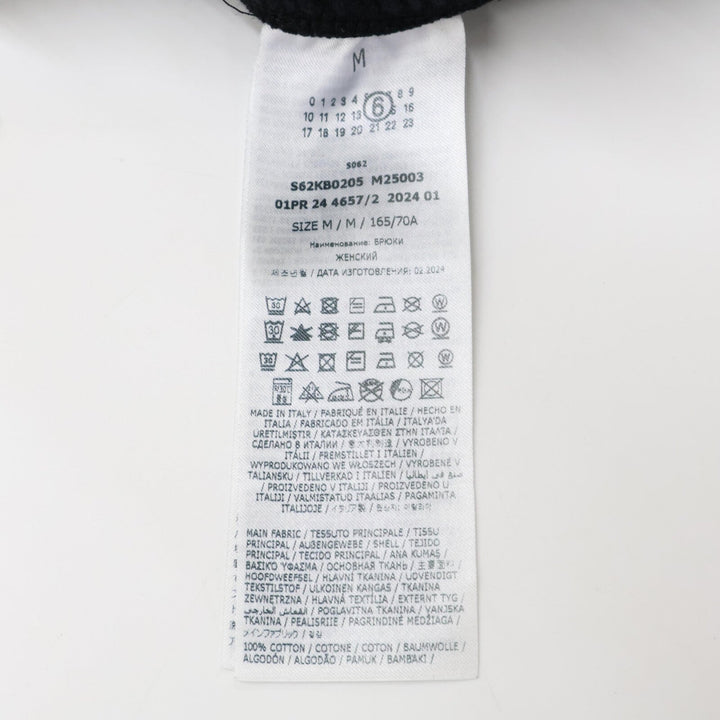 M
0 1 2 3 4 6 8 9
10 11 12 13 16
17 18 19 20 21 22 23
S062
S62KB0205 M25003
01PR 24 4657/2 2024 01
SIZE M / M / 165/70A
Наименование: БРЮКИ
ЖЕНСКИЙ
제조년월 / ДАТА ИЗГОТОВЛЕНИЯ: 02.2024
30 W
30 W
30 W
MADE IN ITALY / FABRIQUÉ EN ITALIE / HECHO EN
ITALIA / FABRICADO EM ITÁLIA / ITALYA'DA
ÜRETILMIŞTIR / ΚΑΤΑΣΚΕΥΑΣΘΕΝ ΣΤΗΝ ΙΤΑΛΙΑ /
СДЕЛАНО В ИТАЛИИ / 意大利制造 / VYROBENO V
ITÁLII / FREMSTILLET I ITALIEN /
WYPRODUKOWANO WE WŁOSZECH / VYROBENÉ V
TALIANSKU / TILLVERKAD I ITALIEN / صنع في إيطاليا
/ PROIZVEDENO V ITALIJI / PROIZVEDENO U
ITALIJI / VALMISTATUD ITAALIAS / PAGAMINTA
ITALIJOJE / イタリア製 / 원산지: 이탈리아
MAIN FABRIC / TESSUTO PRINCIPALE / TISSU
PRINCIPAL / AUßENGEWEBE / SHELL / TEJIDO
PRINCIPAL / TECIDO PRINCIPAL / ANA KUMAŞ /
ΒΑΣΙΚΟ ΥΦΑΣΜΑ / ОСНОВНАЯ ТКАНЬ / 主要面料 /
HOOFDWEEFSEL / HLAVNÍ TKANINA / UDVENDIGT
TEKSTILSTOF / ULKOINEN KANGAS / TKANINA
ZEWNĘTRZNA / HLAVNÁ TEXTÍLIA / EXTERNT TYG /
القماش الخارجي / POGLAVITNA TKANINA / VANJSKA
TKANINA / PEALISRIIE / PAGRINDINĖ MEDŽIAGA /
メインファブリック / 겉감
100% COTTON / COTONE / COTON / BAUMWOLLE /
ALGODÓN / ALGODÃO / PAMUK / BAMBAKI /